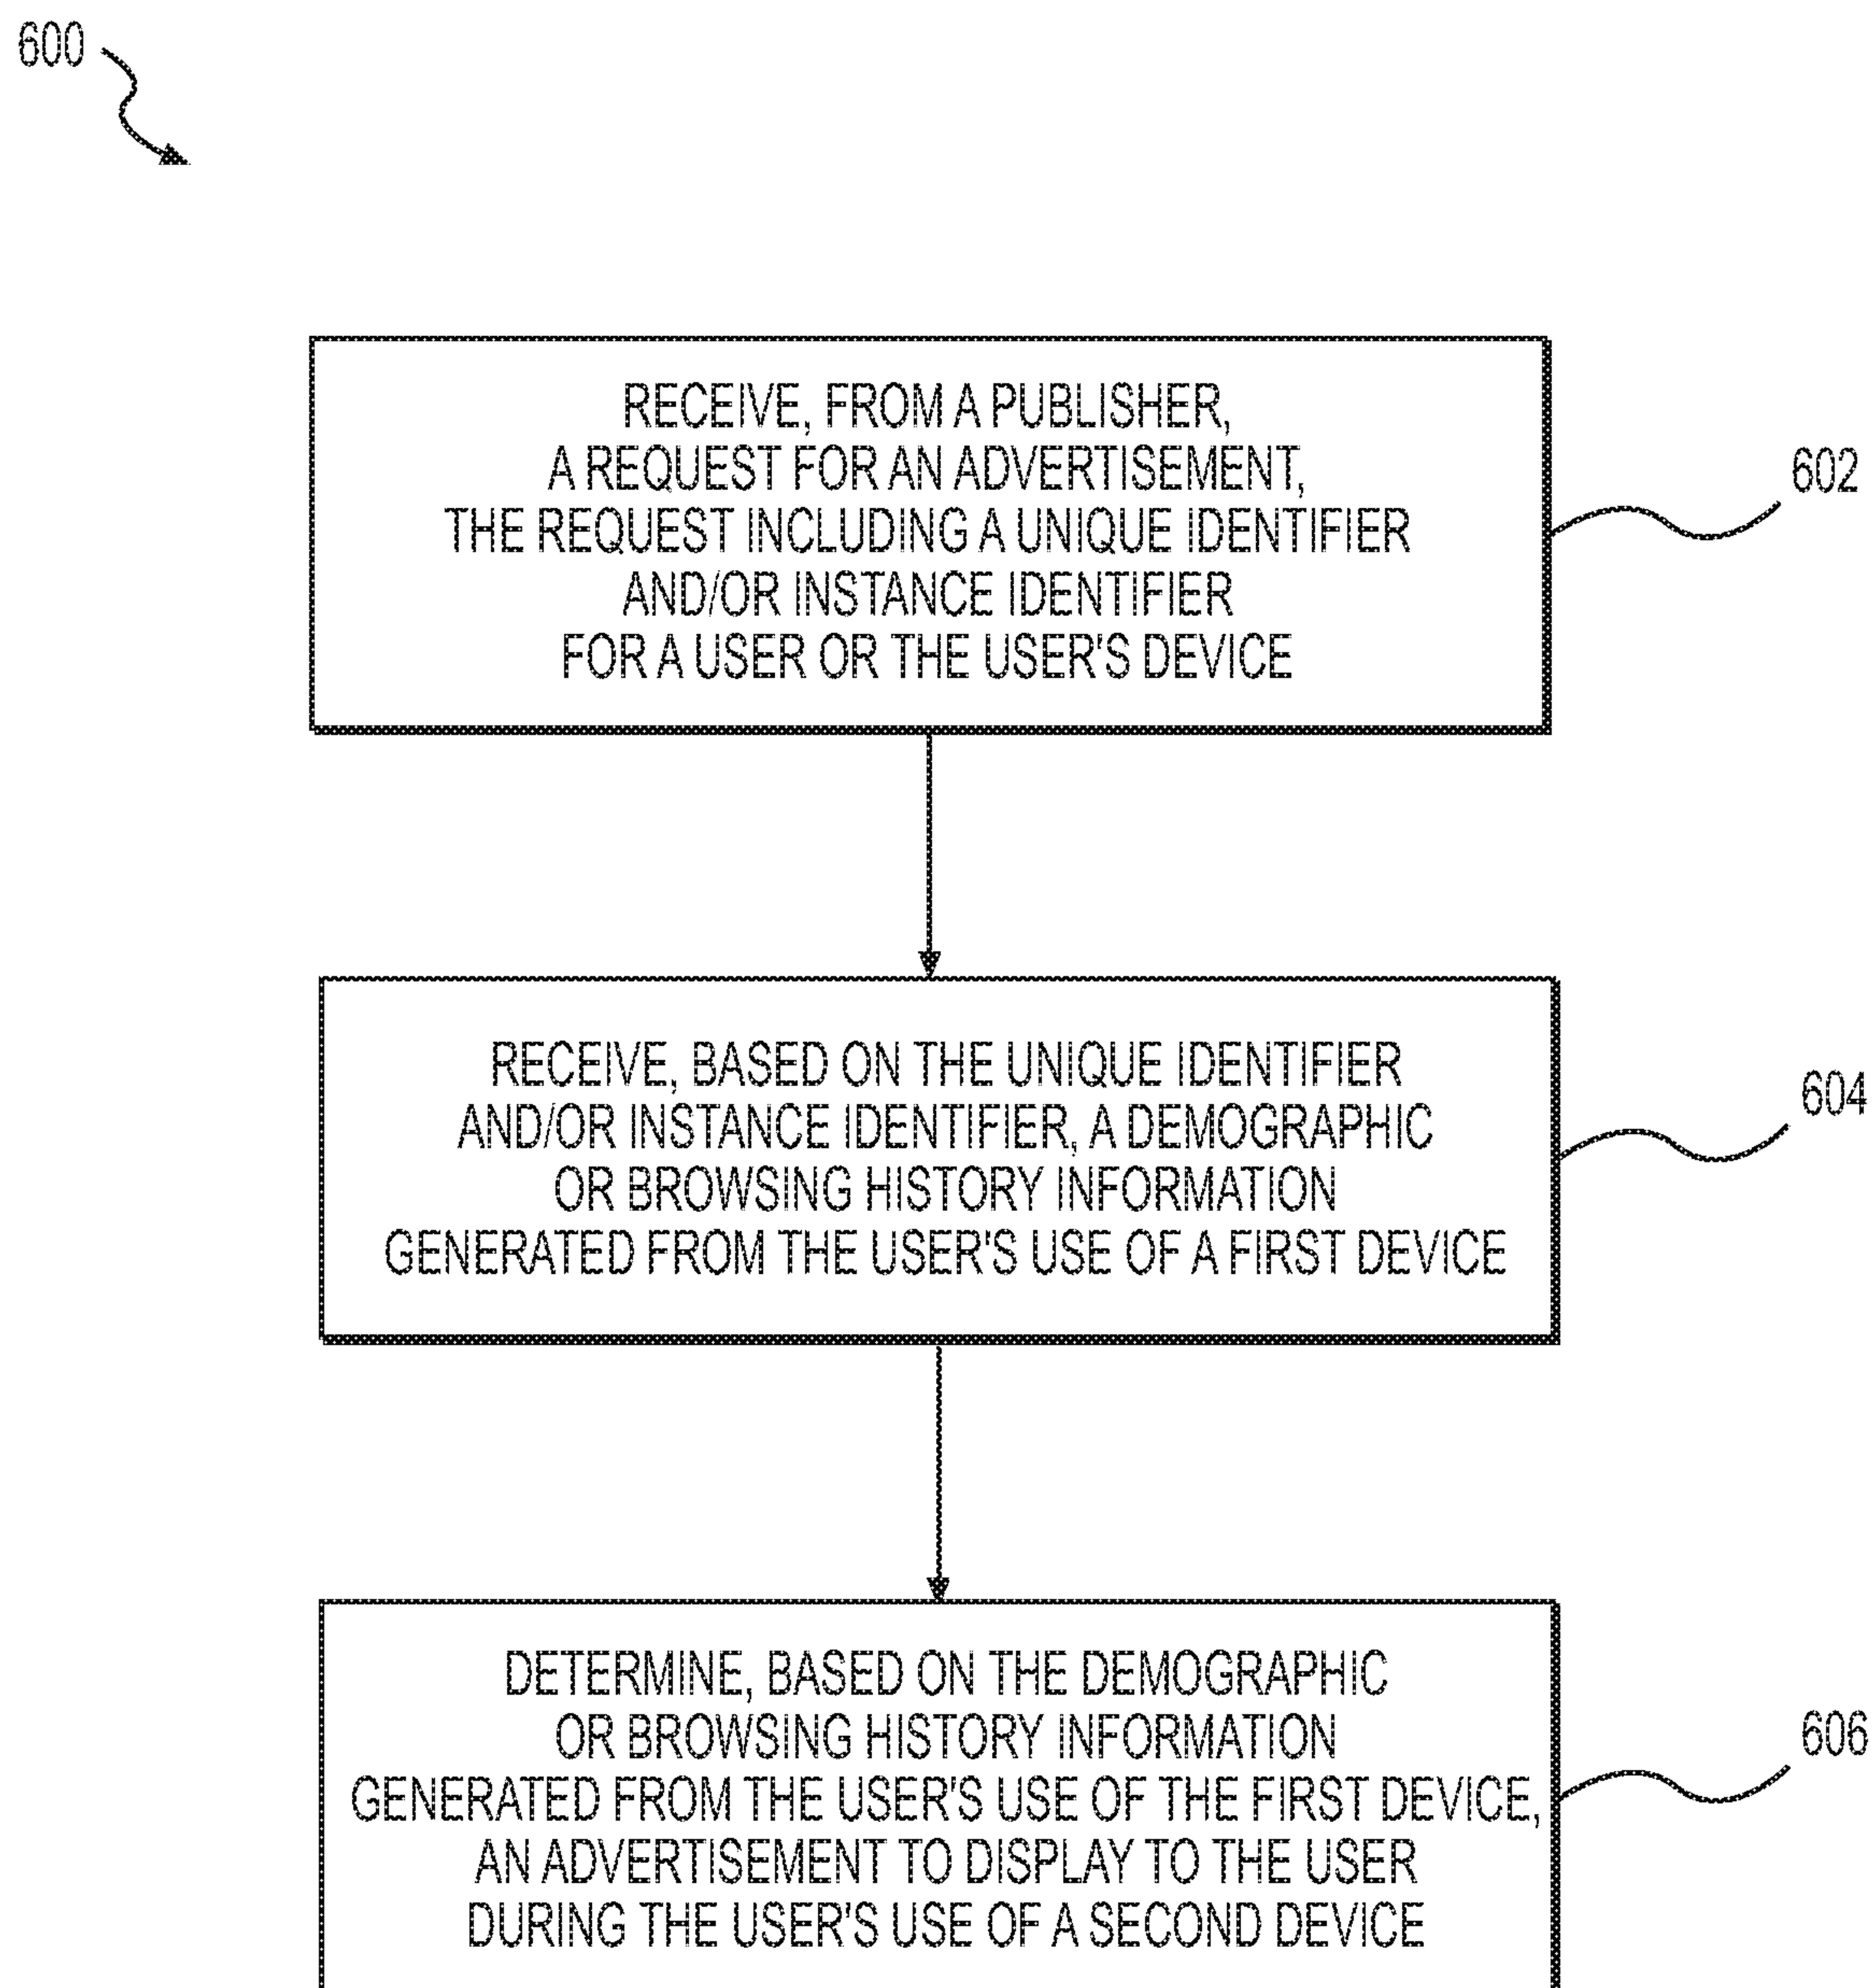 600
RECEIVE, FROM A PUBLISHER,
A REQUEST FOR AN ADVERTISEMENT,
THE REQUEST INCLUDING A UNIQUE IDENTIFIER
AND/OR INSTANCE IDENTIFIER
FOR A USER OR THE USER'S DEVICE
602
RECEIVE, BASED ON THE UNIQUE IDENTIFIER
AND/OR INSTANCE IDENTIFIER, A DEMOGRAPHIC
OR BROWSING HISTORY INFORMATION
GENERATED FROM THE USER'S USE OF A FIRST DEVICE
604
DETERMINE, BASED ON THE DEMOGRAPHIC
OR BROWSING HISTORY INFORMATION
GENERATED FROM THE USER'S USE OF THE FIRST DEVICE,
AN ADVERTISEMENT TO DISPLAY TO THE USER
DURING THE USER'S USE OF A SECOND DEVICE
606